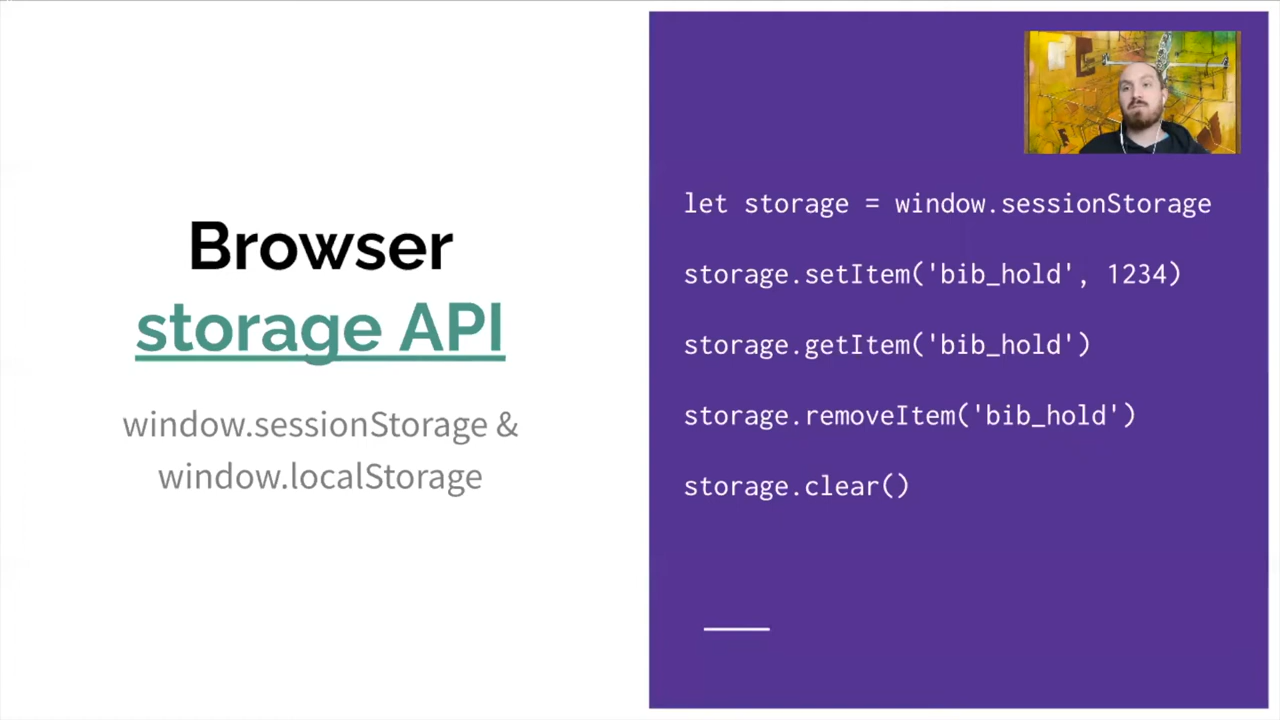 Browser
storage API
window.sessionStorage &
window.localStorage
let storage = window.sessionStorage
storage.setItem('bib_hold', 1234)
storage.getItem('bib_hold')
storage.removeItem('bib_hold')
storage.clear()